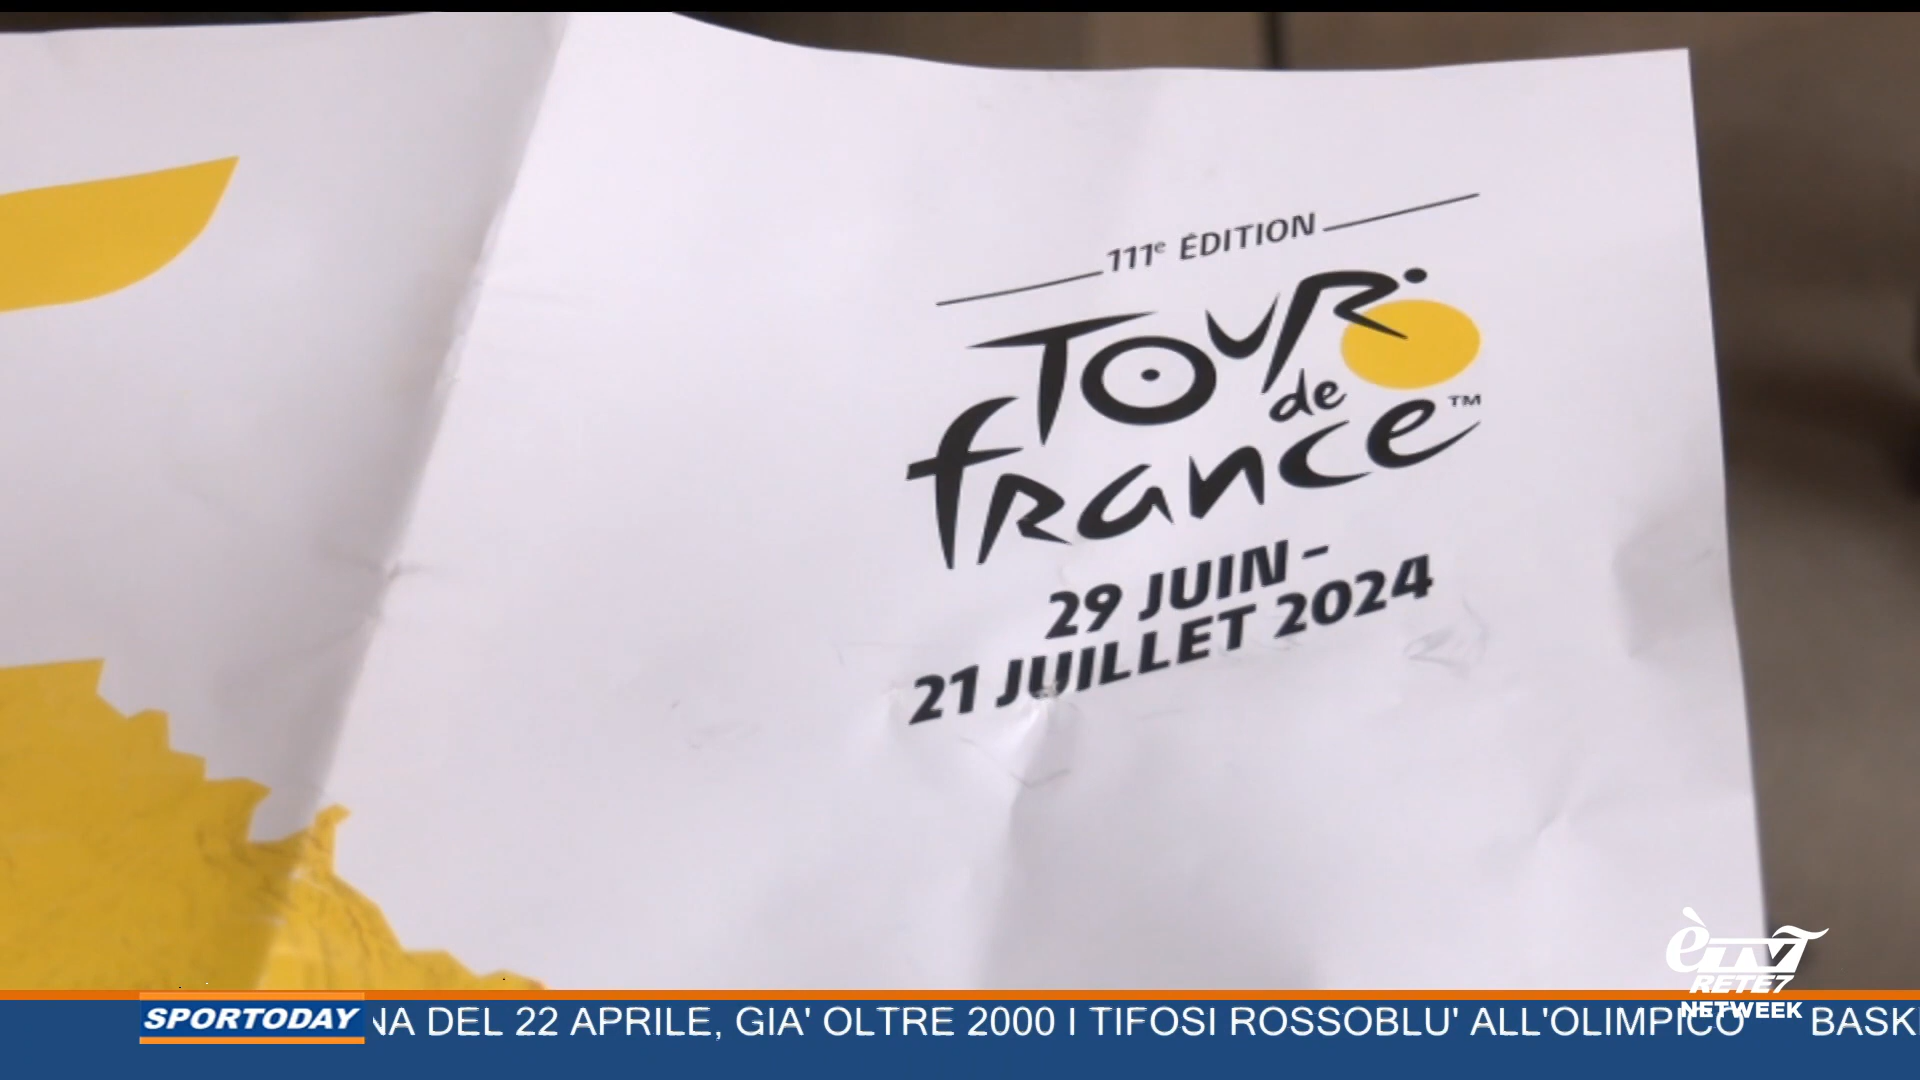 111e ÉDITION
TOUR
de
france™
29 JUIN –
21 JUILLET 2024
è LIVE
RETE7
NETWEEK
SPORTODAY
NA DEL 22 APRILE, GIA' OLTRE 2000 I TIFOSI ROSSOBLU' ALL'OLIMPICO BASK